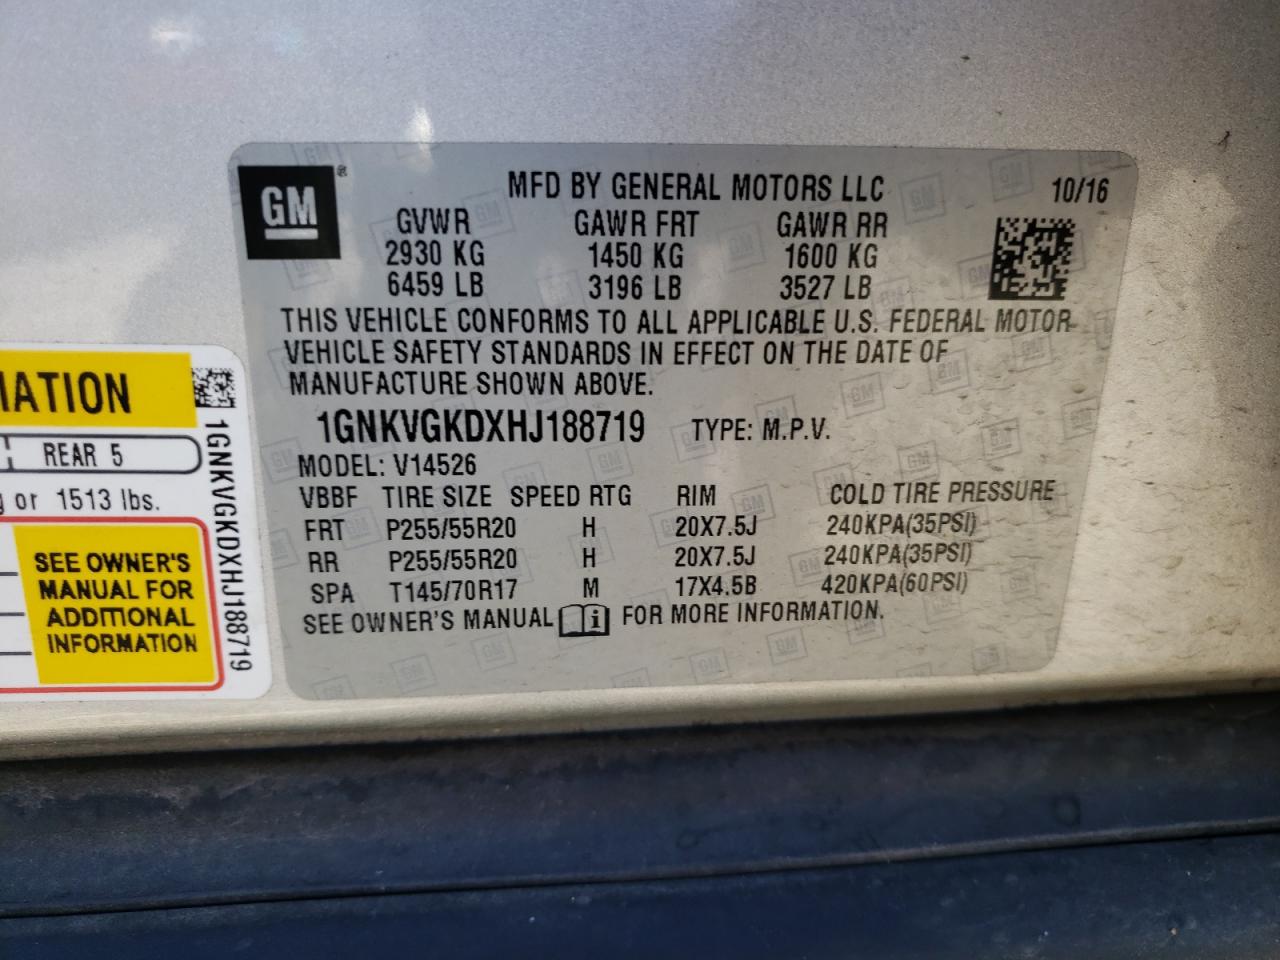 GM ®
MFD BY GENERAL MOTORS LLC 10/16
GVWR GAWR FRT GAWR RR
2930 KG 1450 KG 1600 KG
6459 LB 3196 LB 3527 LB
THIS VEHICLE CONFORMS TO ALL APPLICABLE U.S. FEDERAL MOTOR
VEHICLE SAFETY STANDARDS IN EFFECT ON THE DATE OF
MANUFACTURE SHOWN ABOVE.
1GNKVGKDXHJ188719 TYPE: M.P.V.
MODEL: V14526
VBBF TIRE SIZE SPEED RTG RIM COLD TIRE PRESSURE
FRT P255/55R20 H 20X7.5J 240KPA(35PSI)
RR P255/55R20 H 20X7.5J 240KPA(35PSI)
SPA T145/70R17 M 17X4.5B 420KPA(60PSI)
SEE OWNER'S MANUAL i FOR MORE INFORMATION.
REAR 5
or 1513 lbs.
SEE OWNER'S
MANUAL FOR
ADDITIONAL
INFORMATION
1GNKVGKDXHJ188719